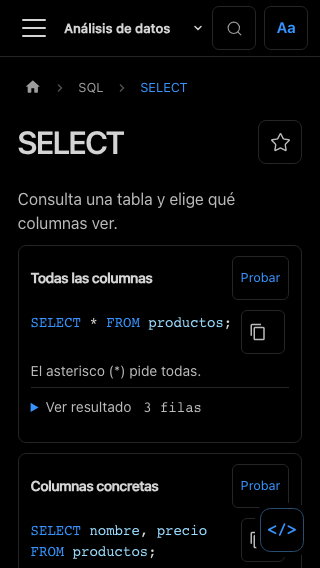 Análisis de datos
Aa
SQL
SELECT
SELECT
Consulta una tabla y elige qué
columnas ver.
Todas las columnas
Probar
SELECT * FROM productos;
El asterisco (*) pide todas.
Ver resultado 3 filas
Columnas concretas
Probar
SELECT nombre, precio
FROM productos;
</>